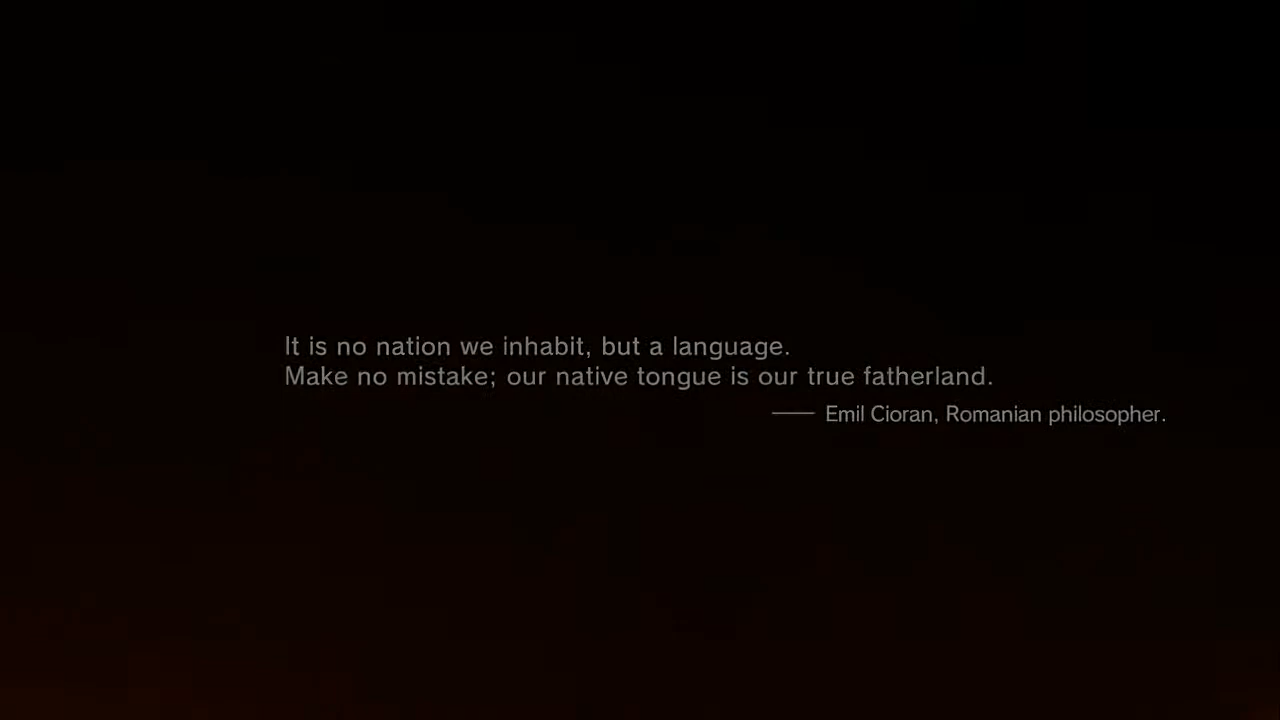 It is no nation we inhabit, but a language.
Make no mistake; our native tongue is our true fatherland.
—— Emil Cioran, Romanian philosopher.